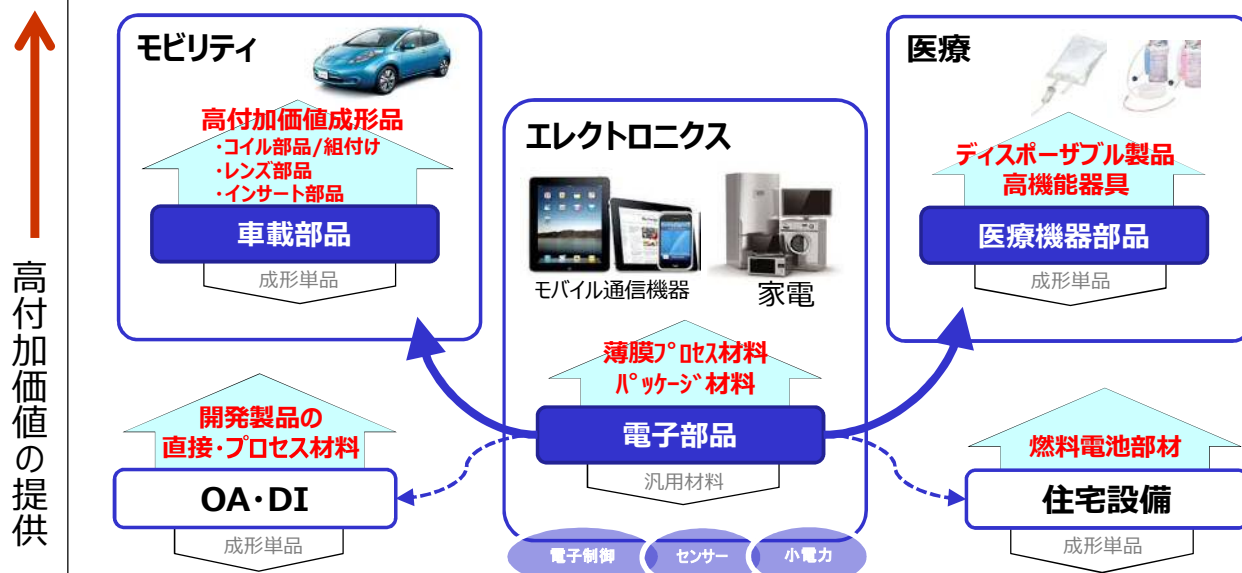 高付加価値の提供
モビリティ
高付加価値成形品
・コイル部品/組付け
・レンズ部品
・インサート部品
車載部品
成形単品
エレクトロニクス
モバイル通信機器
家電
薄膜プロセス材料
パッケージ材料
電子部品
汎用材料
電子制御
センサー
小電力
医療
ディスポーザブル製品
高機能器具
医療機器部品
成形単品
開発製品の
直接・プロセス材料
OA・DI
成形単品
燃料電池部材
住宅設備
成形単品